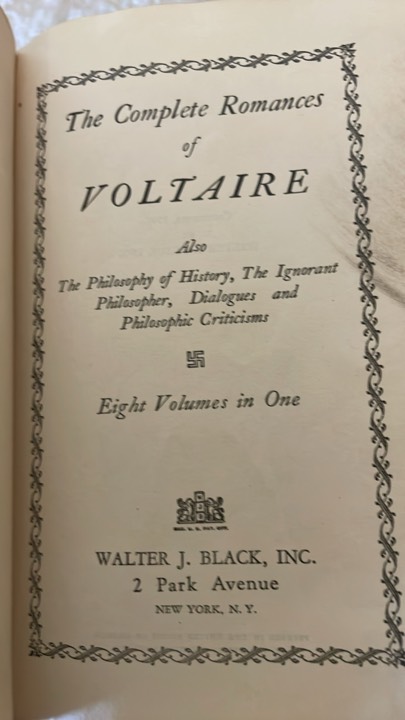 The Complete Romances
of
VOLTAIRE
Also
The Philosophy of History, The Ignorant
Philosopher, Dialogues and
Philosophic Criticisms
Eight Volumes in One
WALTER J. BLACK, INC.
2 Park Avenue
NEW YORK, N. Y.